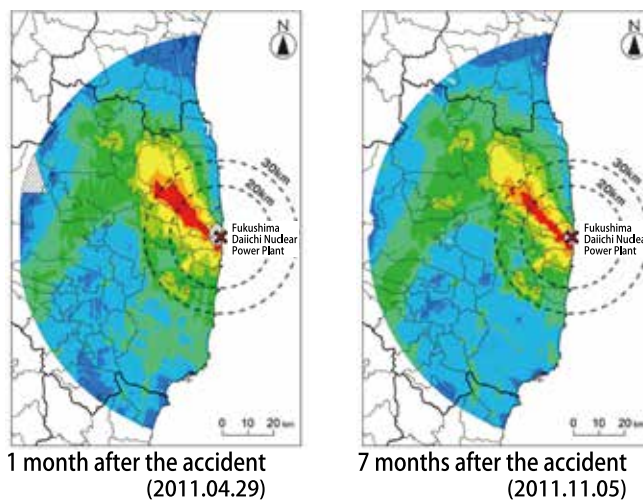 N
30km
20km
Fukushima
Daiichi Nuclear
Power Plant
0 10 20 km
1 month after the accident
(2011.04.29)
N
30km
20km
Fukushima
Daiichi Nuclear
Power Plant
0 10 20 km
7 months after the accident
(2011.11.05)